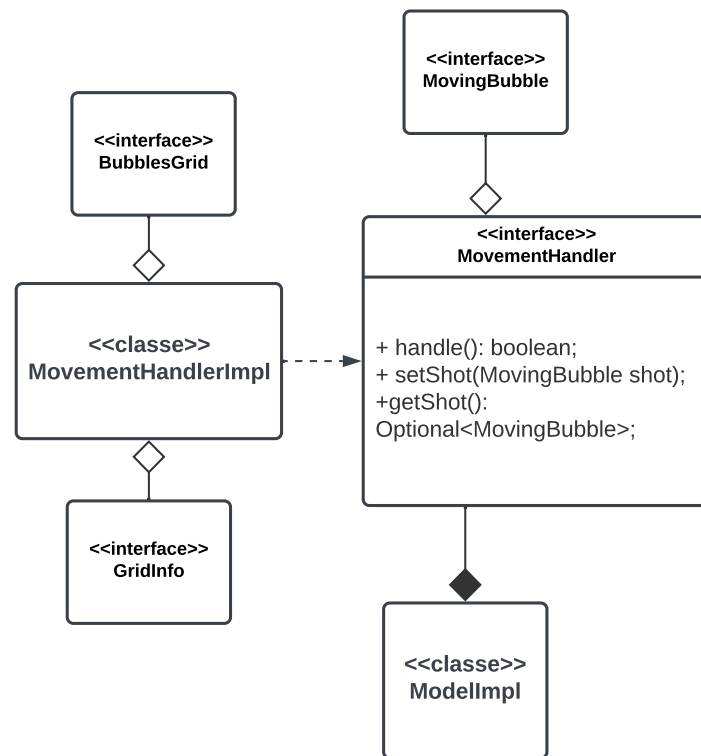 <<interface>>
MovingBubble
<<interface>>
BubblesGrid
<<interface>>
MovementHandler
<<classe>>
MovementHandlerImpl
+ handle(): boolean;
+ setShot(MovingBubble shot);
+getShot():
Optional<MovingBubble>;
<<interface>>
GridInfo
<<classe>>
ModelImpl